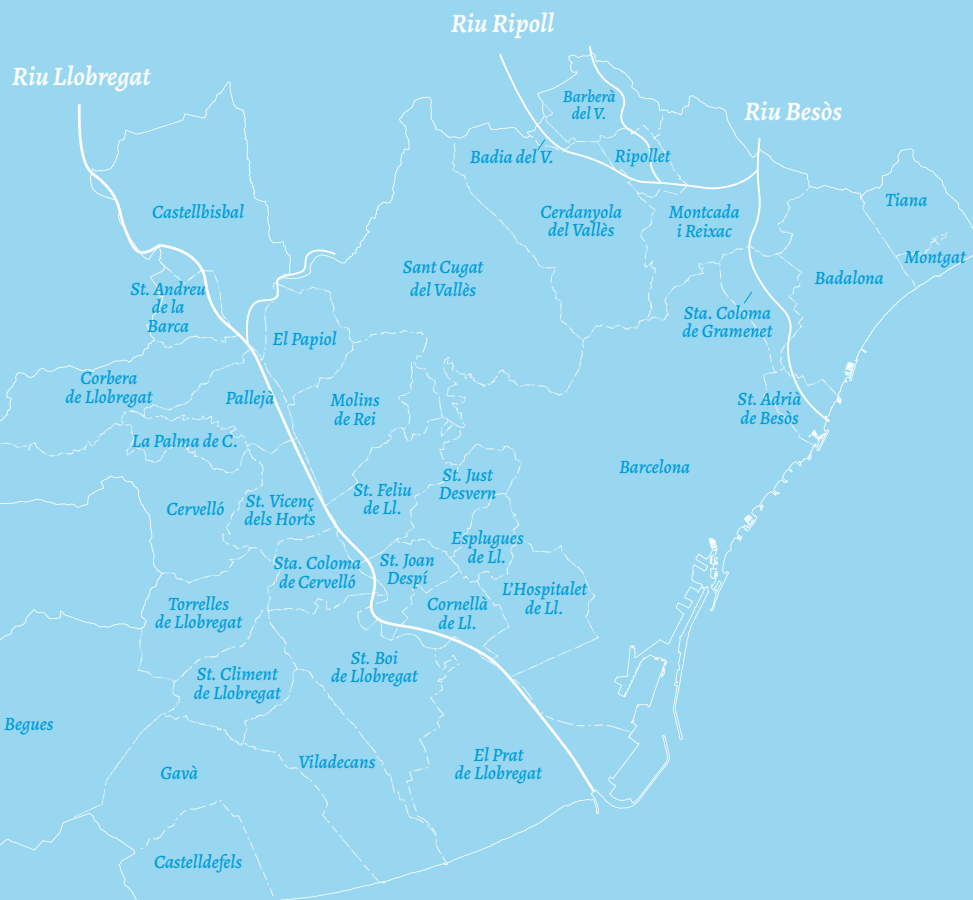 Riu Ripoll
Riu Llobregat
Barberà
del V.
Riu Besòs
Badia del V.
Ripollet
Castellbisbal
Cerdanyola
del Vallès
Montcada
i Reixac
Tiana
Montgat
Sant Cugat
del Vallès
Badalona
St. Andreu
de la
Barca
Sta. Coloma
de Gramenet
El Papiol
Corbera
de Llobregat
Pallejà
Molins
de Rei
St. Adrià
de Besòs
La Palma de C.
Barcelona
St. Just
Desvern
Cervelló
St. Vicenç
dels Horts
St. Feliu
de Ll.
Esplugues
de Ll.
Sta. Coloma
de Cervelló
St. Joan
Despí
L'Hospitalet
de Ll.
Torrelles
de Llobregat
Cornellà
de Ll.
St. Boi
de Llobregat
St. Climent
de Llobregat
Begues
Gavà
Viladecans
El Prat
de Llobregat
Castelldefels